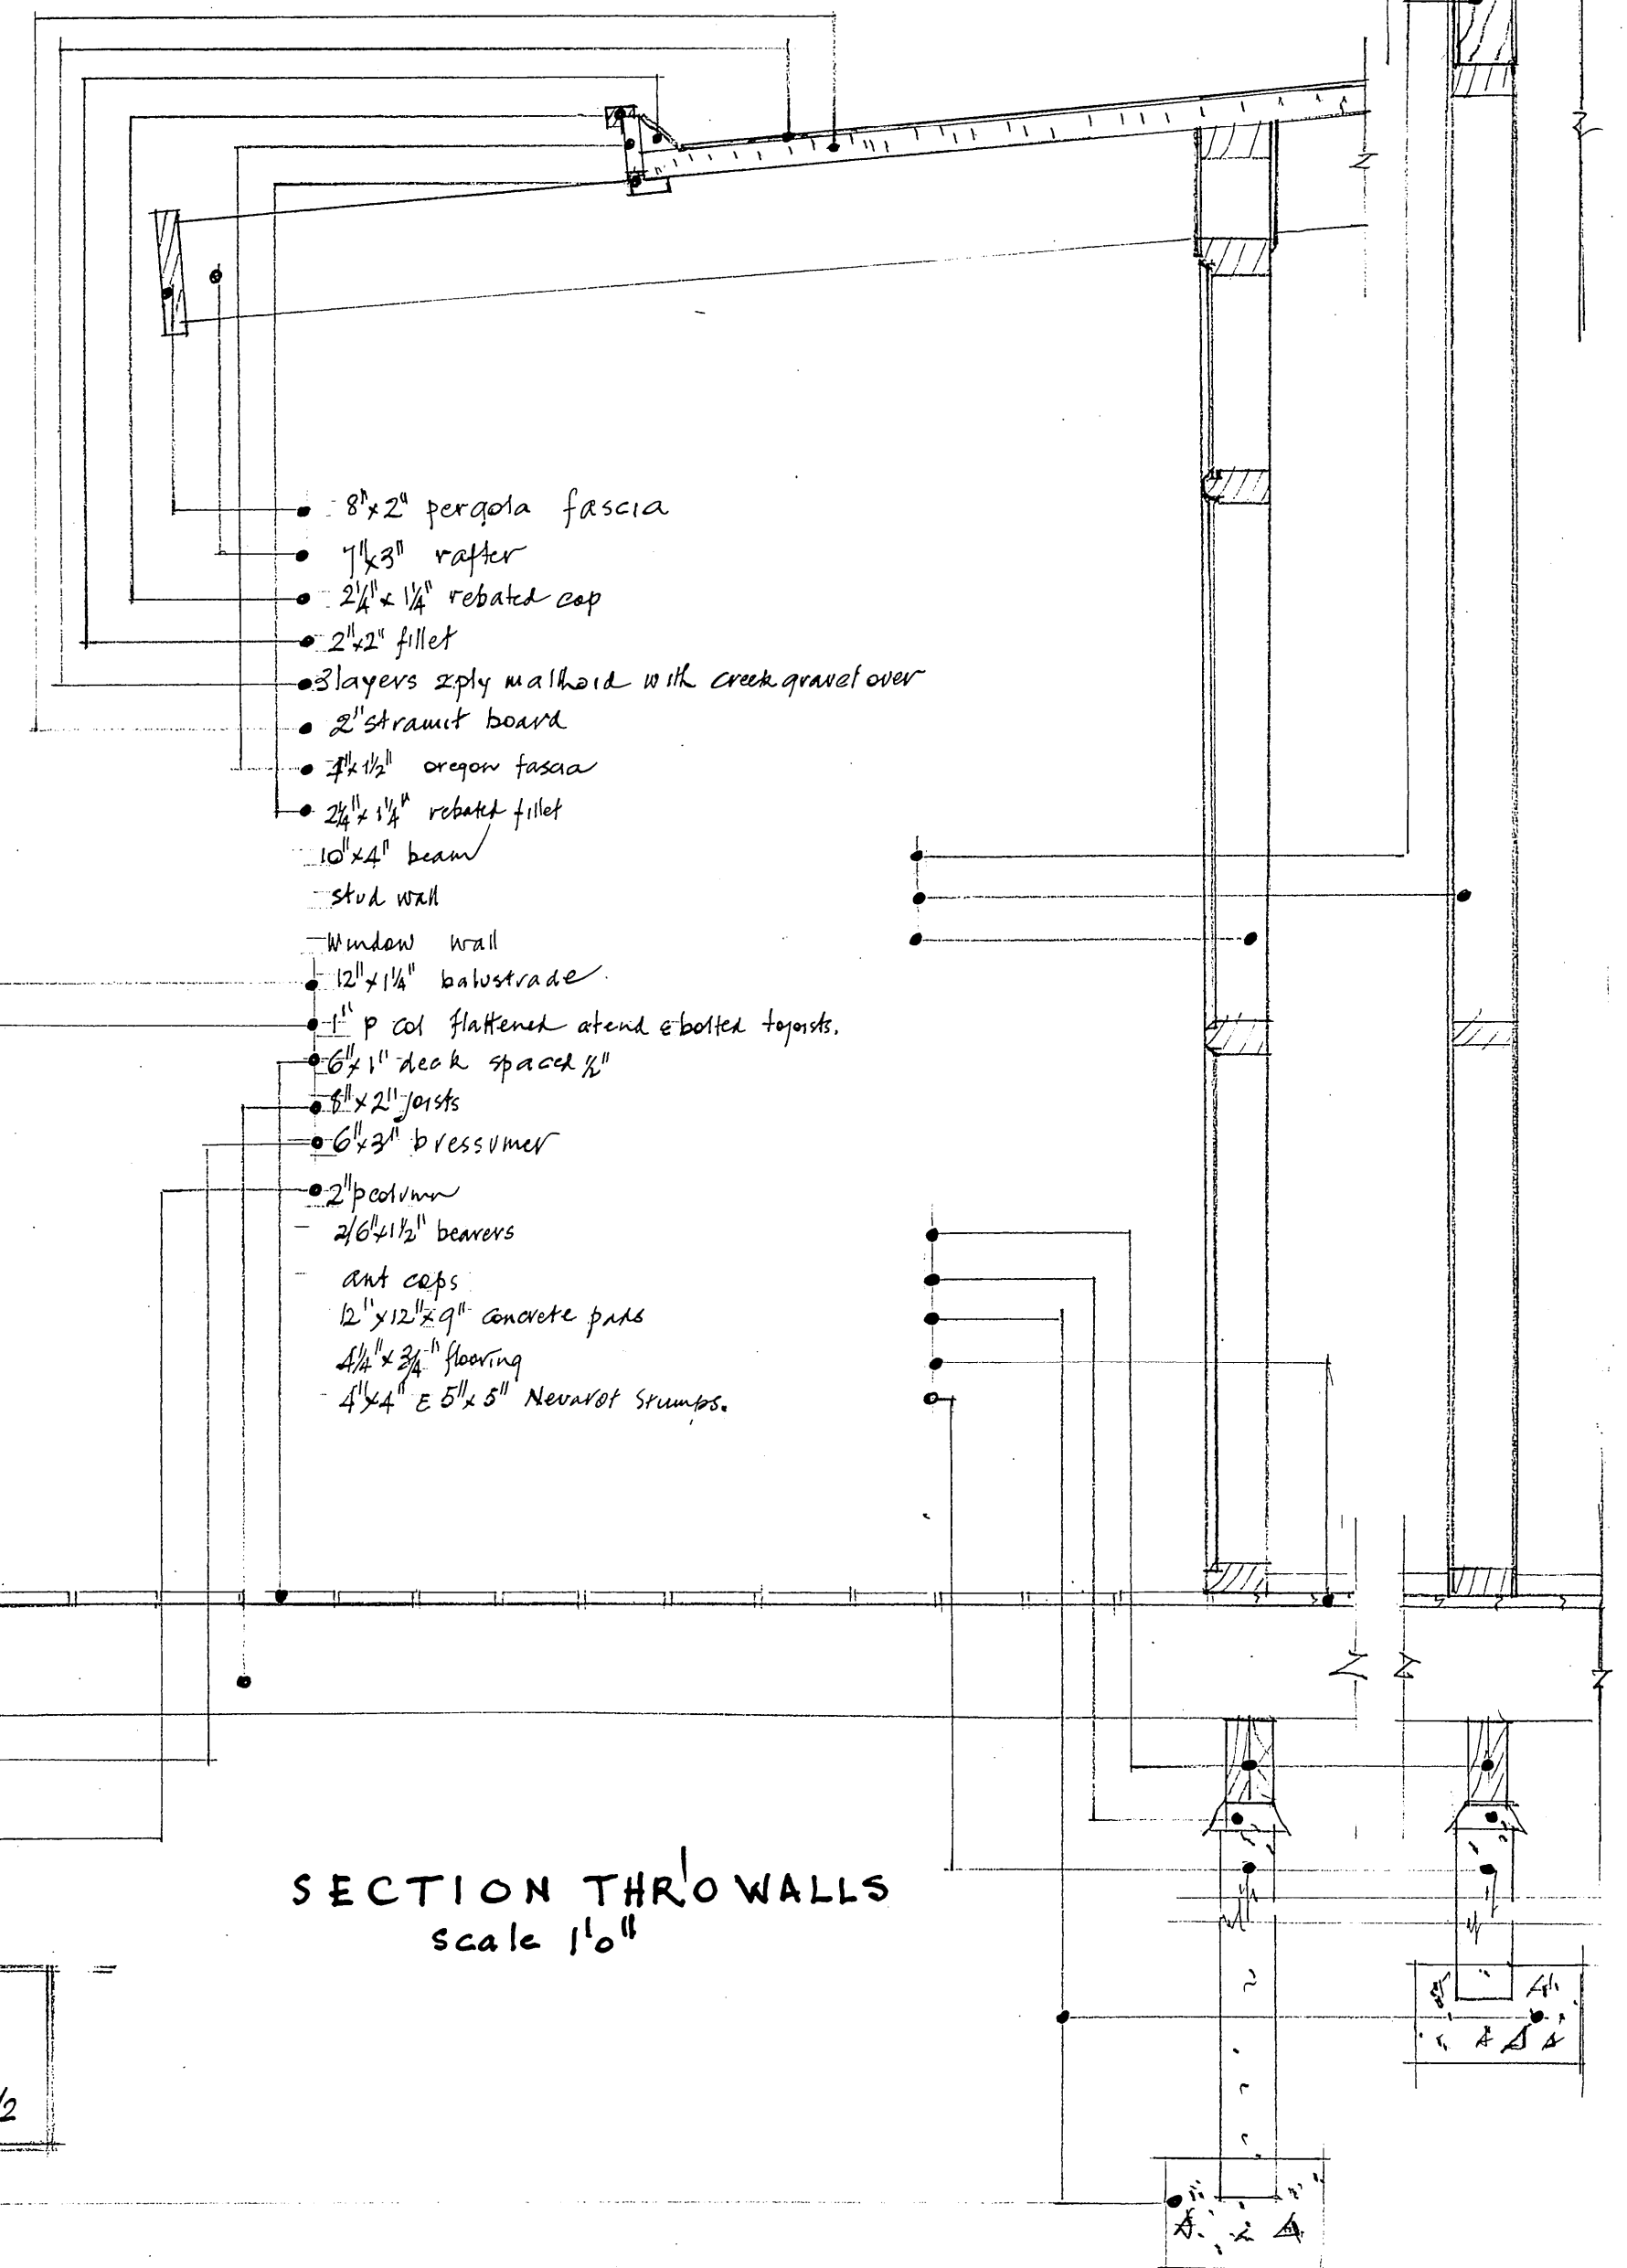 8"x2" pergola fascia
7"x3" rafter
2¼"x 1¼" rebated cap
2"x2" fillet
3 layers 2ply malthoid with creek gravel over
2" stramit board
x1½" oregon fascia
2¼"x 1¼" rebated fillet
10"x4" beam
stud wall
Window wall
12"x1¼" balustrade.
1" P col flattened at end & bolted to joists.
6"x1" deck spaced ½"
8"x2" joists
6"x3" bressumer
2"p column
2/6"x1½" bearers
ant caps
12"x12"x9" concrete pads
4¼"x ¾" flooring
4"x4" & 5"x5" Nevarot stumps.
SECTION THR'O WALLS
scale 1'0"